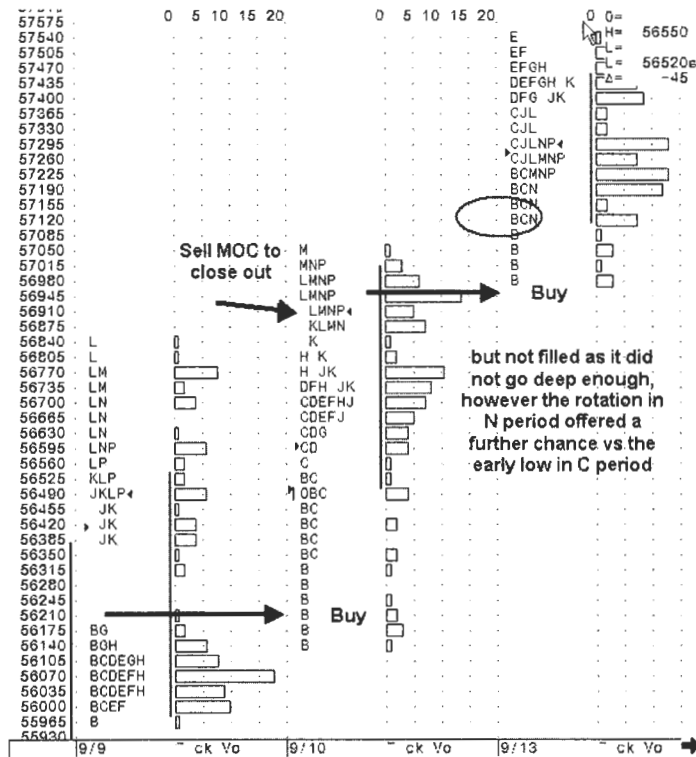 0 5 10 15 20 0 5 10 15 20 0 O=
57575
57540 E H= 56550
57505 EF L=
57470 EFGH L= 56520s
57435 DEFGH K Δ= -45
57400 DFG JK
57365 CJL
57330 CJL
57295 CJLNP
57260 CJLMNP
57225 BCMNP
57190 BCN
57155 BCN
57120 BCN
57085 B
57050 M B
57015 MNP B
56980 LMNP B
56945 LMNP
56910 LMNP
56875 KLMN
56840 L K
56805 L H K
56770 LM H JK
56735 LM DFH JK
56700 LN CDEFHJ
56665 LN CDEFJ
56630 LN CDG
56595 LNP CD
56560 LP C
56525 KLP BC
56490 JKLP OBC
56455 JK BC
56420 JK BC
56385 JK BC
56350 BC
56315 B
56280 B
56245 B
56210 B
56175 BG B
56140 BGH B
56105 BCDEGH
56070 BCDEFH
56035 BCDEFH
56000 BCEF
55965 B
55930
Sell MOC to
close out
Buy
but not filled as it did
not go deep enough,
however the rotation in
N period offered a
further chance vs the
early low in C period
Buy
9/9 ck Vo 9/10 ck Vo 9/13 ck Vo